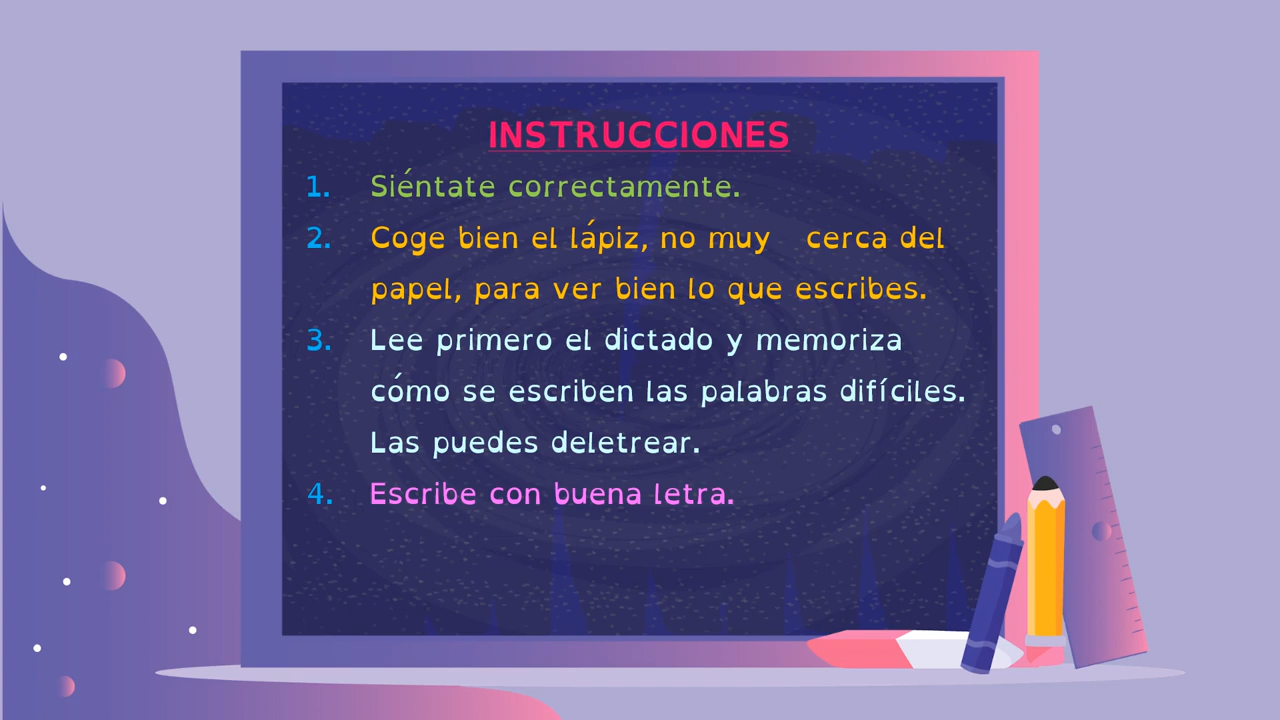 INSTRUCCIONES
1. Siéntate correctamente.
2. Coge bien el lápiz, no muy cerca del
papel, para ver bien lo que escribes.
3. Lee primero el dictado y memoriza
cómo se escriben las palabras difíciles.
Las puedes deletrear.
4. Escribe con buena letra.